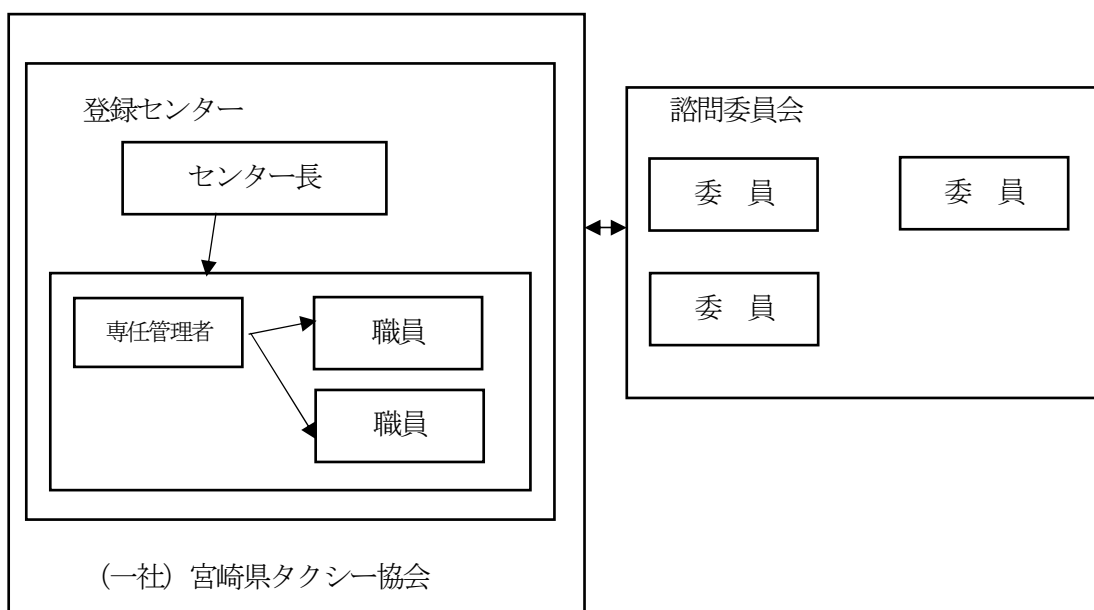 登録センター
センター長
専任管理者
職員
職員
（一社）宮崎県タクシー協会
諮問委員会
委　員
委　員
委　員